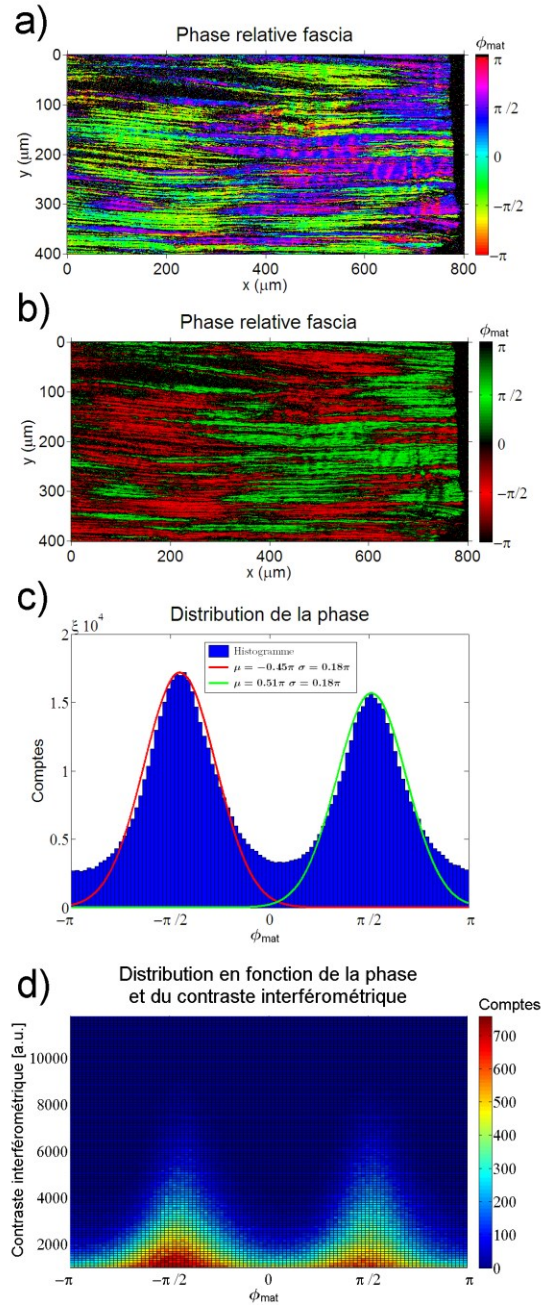 a)
Phase relative fascia
ϕmat
0
100
200
300
400
y (μm)
0
200
400
600
800
x (μm)
π
π /2
0
−π/2
−π
b)
Phase relative fascia
ϕmat
0
100
200
300
400
y (μm)
0
200
400
600
800
x (μm)
π
π /2
0
−π/2
−π
c)
Distribution de la phase
2 ξ 10^4
1.5
1
0.5
0
Comptes
Histogramme
μ = −0.45π σ = 0.18π
μ = 0.51π σ = 0.18π
−π
−π /2
0
π /2
π
ϕmat
d)
Distribution en fonction de la phase
et du contraste interférométrique
Comptes
Contraste interférométrique [a.u.]
10000
8000
6000
4000
2000
−π
−π /2
0
π /2
π
ϕmat
700
600
500
400
300
200
100
0